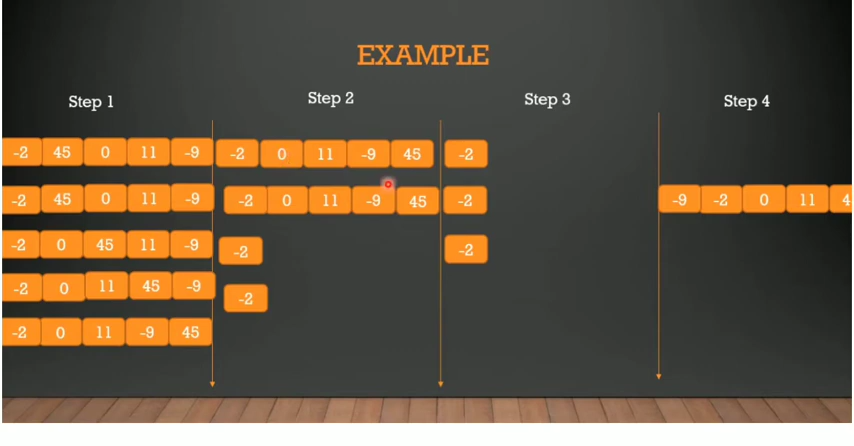 EXAMPLE
Step 1
Step 2
Step 3
Step 4
-2 45 0 11 -9
-2 45 0 11 -9
-2 0 45 11 -9
-2 0 11 45 -9
-2 0 11 -9 45
-2 0 11 -9 45
-2 0 11 -9 45
-2
-2
-2
-2
-2
-9 -2 0 11 4